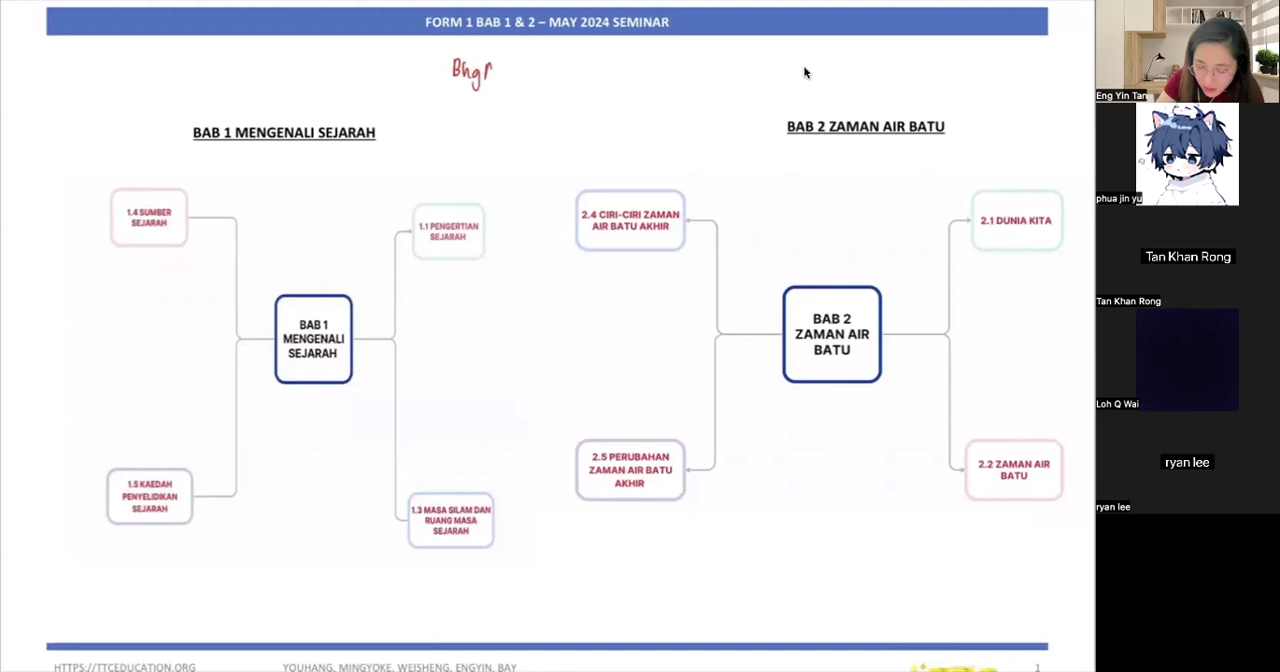 FORM 1 BAB 1 & 2 – MAY 2024 SEMINAR
BAB 1 MENGENALI SEJARAH
BAB 2 ZAMAN AIR BATU
1.4 SUMBER
SEJARAH
1.1 PENGERTIAN
SEJARAH
BAB 1
MENGENALI
SEJARAH
1.5 KAEDAH
PENYELIDIKAN
SEJARAH
1.3 MASA SILAM DAN
RUANG MASA
SEJARAH
2.4 CIRI-CIRI ZAMAN
AIR BATU AKHIR
2.1 DUNIA KITA
BAB 2
ZAMAN AIR
BATU
2.5 PERUBAHAN
ZAMAN AIR BATU
AKHIR
2.2 ZAMAN AIR
BATU
HTTPS://TTCEDUCATION.ORG
YOUHANG, MINGYOKE, WEISHENG, ENGYIN, BAY
1
Eng Yin Tan
phua jin yu
Tan Khan Rong
Tan Khan Rong
Loh Q Wai
ryan lee
ryan lee